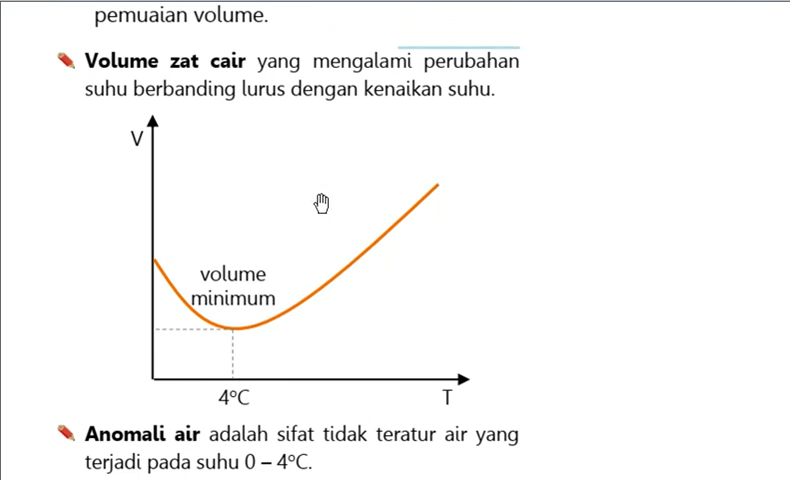 pemuaian volume.
Volume zat cair yang mengalami perubahan
suhu berbanding lurus dengan kenaikan suhu.
V
volume
minimum
4°C
T
Anomali air adalah sifat tidak teratur air yang
terjadi pada suhu 0 – 4°C.